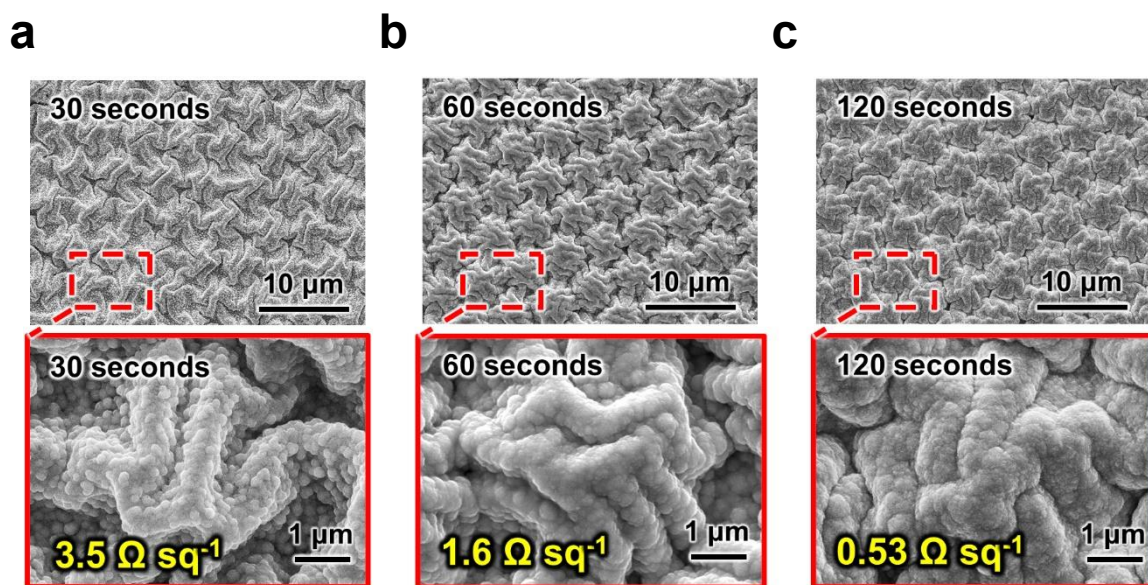 a
b
c
30 seconds
60 seconds
120 seconds
10 µm
10 µm
10 µm
30 seconds
60 seconds
120 seconds
3.5 Ω sq⁻¹
1 µm
1.6 Ω sq⁻¹
1 µm
0.53 Ω sq⁻¹
1 µm